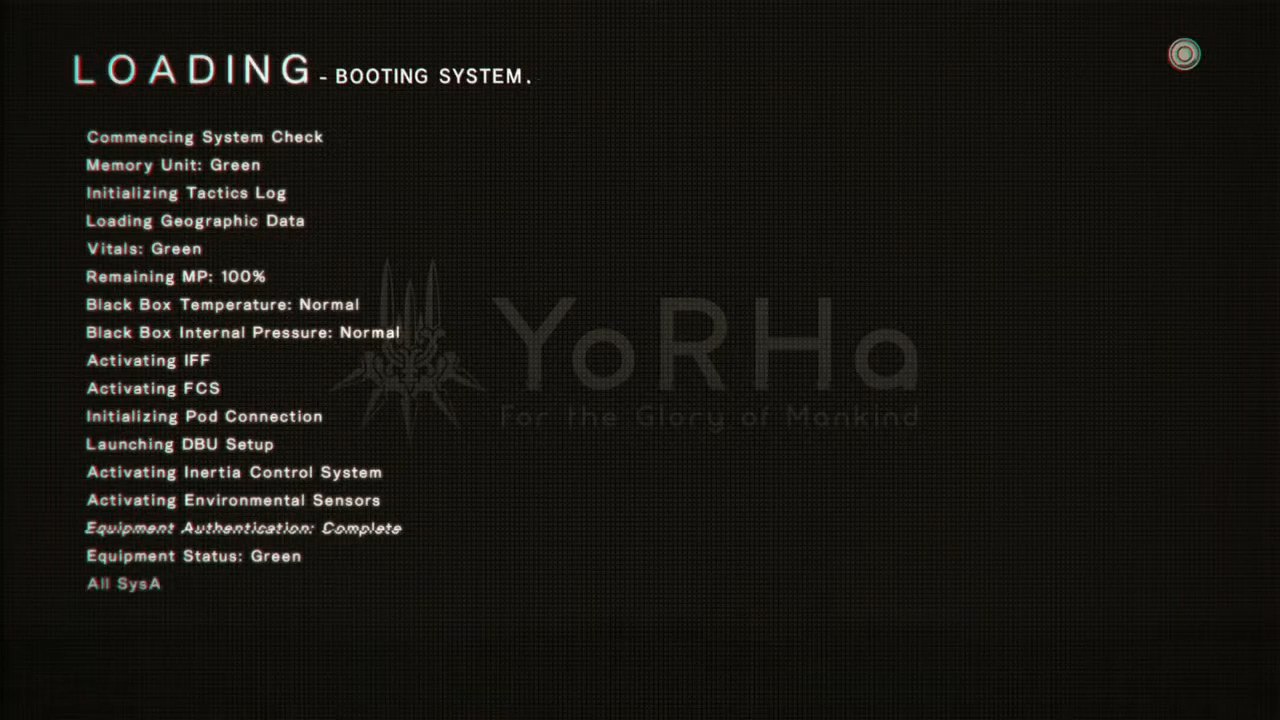 LOADING - BOOTING SYSTEM.
Commencing System Check
Memory Unit: Green
Initializing Tactics Log
Loading Geographic Data
Vitals: Green
Remaining MP: 100%
Black Box Temperature: Normal
Black Box Internal Pressure: Normal
Activating IFF
Activating FCS
Initializing Pod Connection
Launching DBU Setup
Activating Inertia Control System
Activating Environmental Sensors
Equipment Authentication: Complete
Equipment Status: Green
All SysA
YoRHa
For the Glory of Mankind